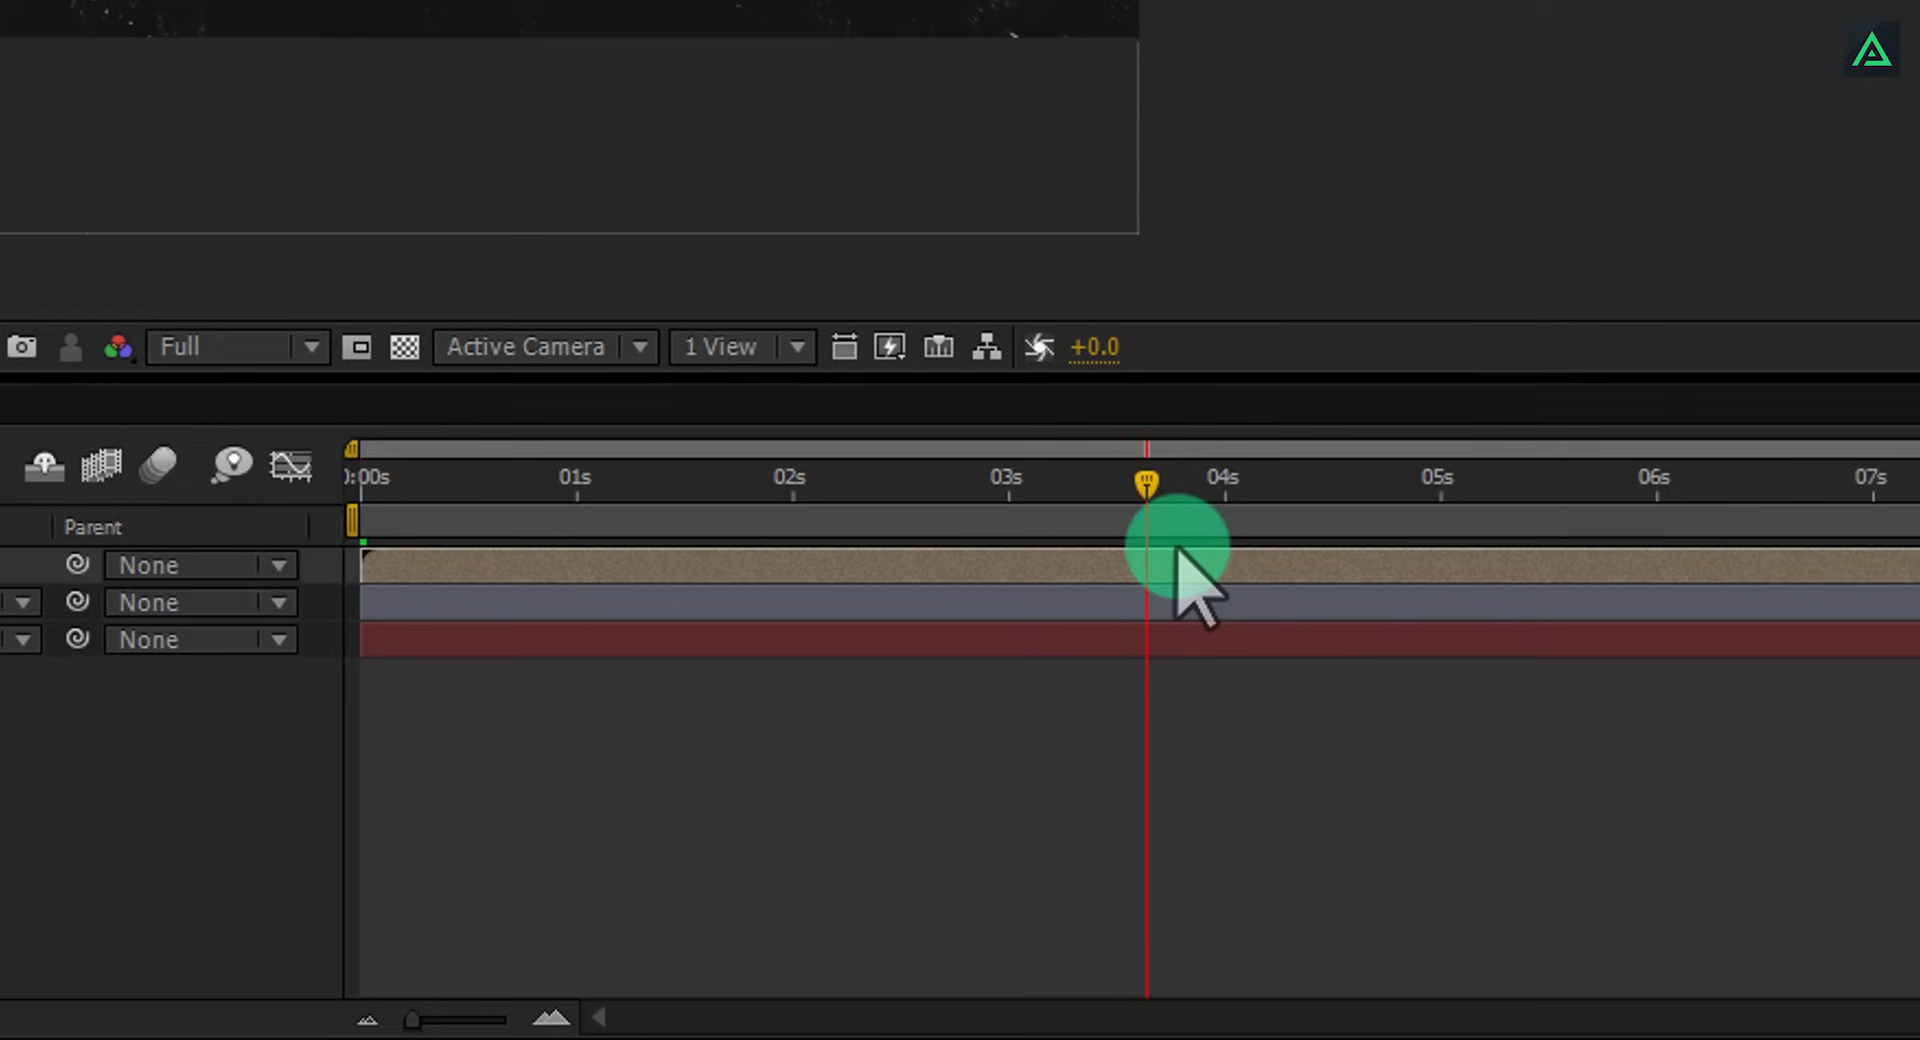 Full Active Camera 1 View +0.0
0:00s 01s 02s 03s 04s 05s 06s 07s
Parent
None
None
None